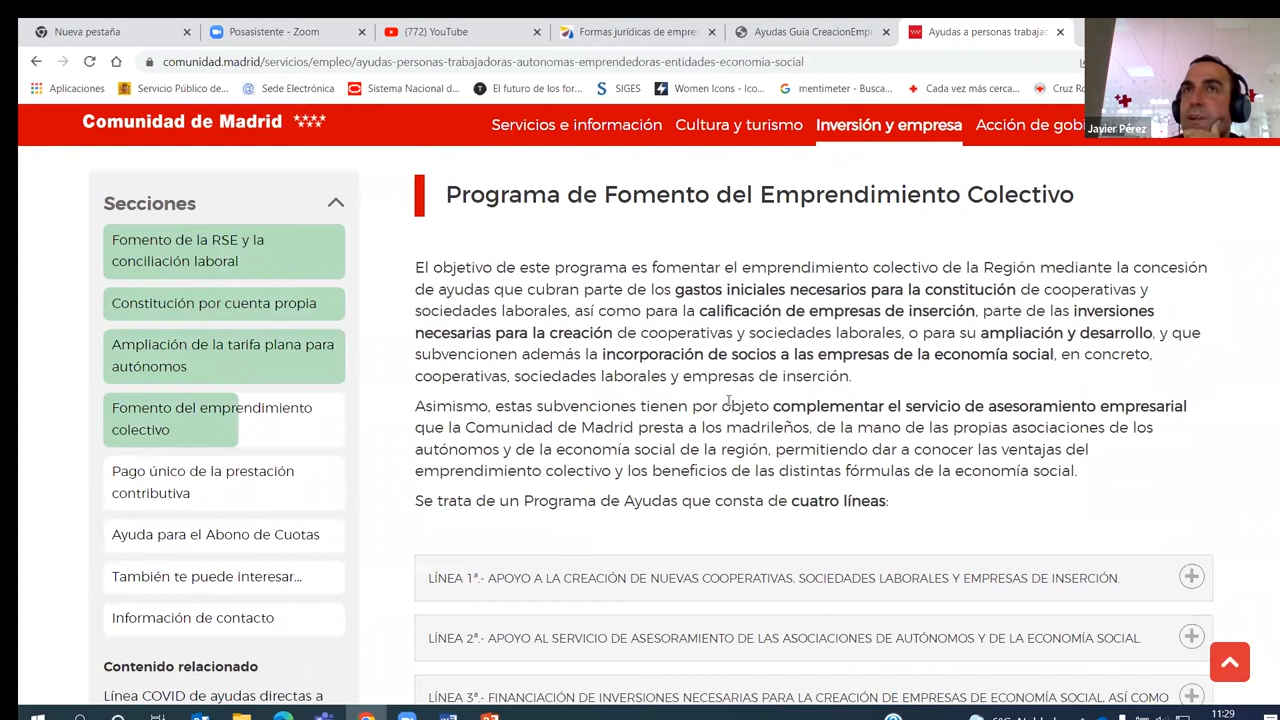 Nueva pestaña
Posasistente - Zoom
(772) YouTube
Formas jurídicas de empres
Ayudas Guia CreacionEmp
Ayudas a personas trabajac
comunidad.madrid/servicios/empleo/ayudas-personas-trabajadoras-autonomas-emprendedoras-entidades-economia-social
Aplicaciones
Servicio Público de...
Sede Electrónica
Sistema Nacional d...
El futuro de los for...
SIGES
Women Icons - Ico...
mentimeter - Busca...
Cada vez más cerca...
Cruz Ro
Javier Pérez
Comunidad de Madrid
Servicios e información
Cultura y turismo
Inversión y empresa
Acción de gobi
Secciones
Fomento de la RSE y la
conciliación laboral
Constitución por cuenta propia
Ampliación de la tarifa plana para
autónomos
Fomento del emprendimiento
colectivo
Pago único de la prestación
contributiva
Ayuda para el Abono de Cuotas
También te puede interesar...
Información de contacto
Contenido relacionado
Línea COVID de ayudas directas a
Programa de Fomento del Emprendimiento Colectivo
El objetivo de este programa es fomentar el emprendimiento colectivo de la Región mediante la concesión
de ayudas que cubran parte de los gastos iniciales necesarios para la constitución de cooperativas y
sociedades laborales, así como para la calificación de empresas de inserción, parte de las inversiones
necesarias para la creación de cooperativas y sociedades laborales, o para su ampliación y desarrollo, y que
subvencionen además la incorporación de socios a las empresas de la economía social, en concreto,
cooperativas, sociedades laborales y empresas de inserción.
Asimismo, estas subvenciones tienen por objeto complementar el servicio de asesoramiento empresarial
que la Comunidad de Madrid presta a los madrileños, de la mano de las propias asociaciones de los
autónomos y de la economía social de la región, permitiendo dar a conocer las ventajas del
emprendimiento colectivo y los beneficios de las distintas fórmulas de la economía social.
Se trata de un Programa de Ayudas que consta de cuatro líneas:
LÍNEA 1ª.- APOYO A LA CREACIÓN DE NUEVAS COOPERATIVAS. SOCIEDADES LABORALES Y EMPRESAS DE INSERCIÓN.
LÍNEA 2ª.- APOYO AL SERVICIO DE ASESORAMIENTO DE LAS ASOCIACIONES DE AUTÓNOMOS Y DE LA ECONOMÍA SOCIAL.
LÍNEA 3ª.- FINANCIACIÓN DE INVERSIONES NECESARIAS PARA LA CREACIÓN DE EMPRESAS DE ECONOMÍA SOCIAL, ASÍ COMO
11:29